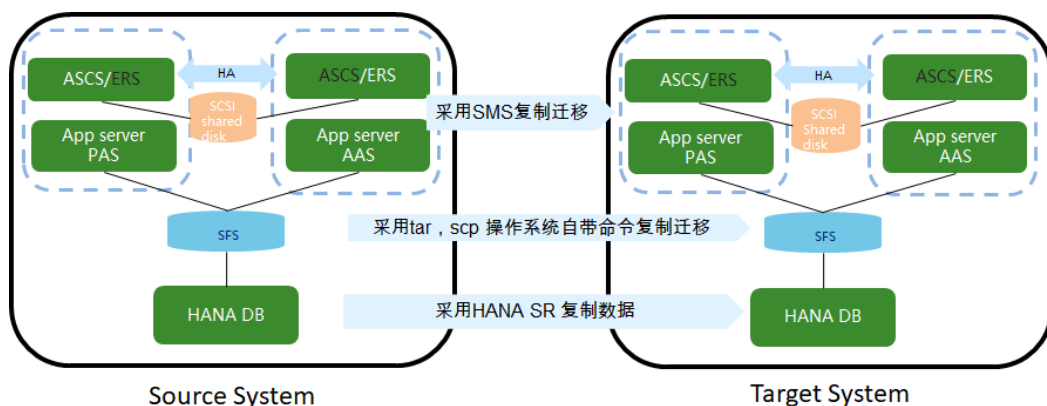 ASCS/ERS
HA
ASCS/ERS
SCSI
shared
disk
App server
PAS
App server
AAS
SFS
HANA DB
Source System
采用SMS复制迁移
采用tar，scp 操作系统自带命令复制迁移
采用HANA SR 复制数据
ASCS/ERS
HA
ASCS/ERS
SCSI
Shared
disk
App server
PAS
App server
AAS
SFS
HANA DB
Target System